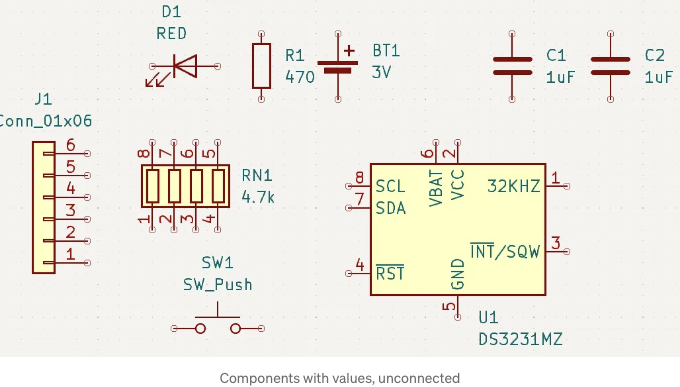 D1
RED
R1
470
BT1
3V
C1
1uF
C2
1uF
J1
Conn_01x06
6
5
4
3
2
1
8 7 6 5
RN1
4.7k
1 2 3 4
SW1
SW_Push
6 2
8 SCL
7 SDA
4 RST
VBAT VCC
32KHZ 1
INT/SQW 3
GND
5
U1
DS3231MZ
Components with values, unconnected